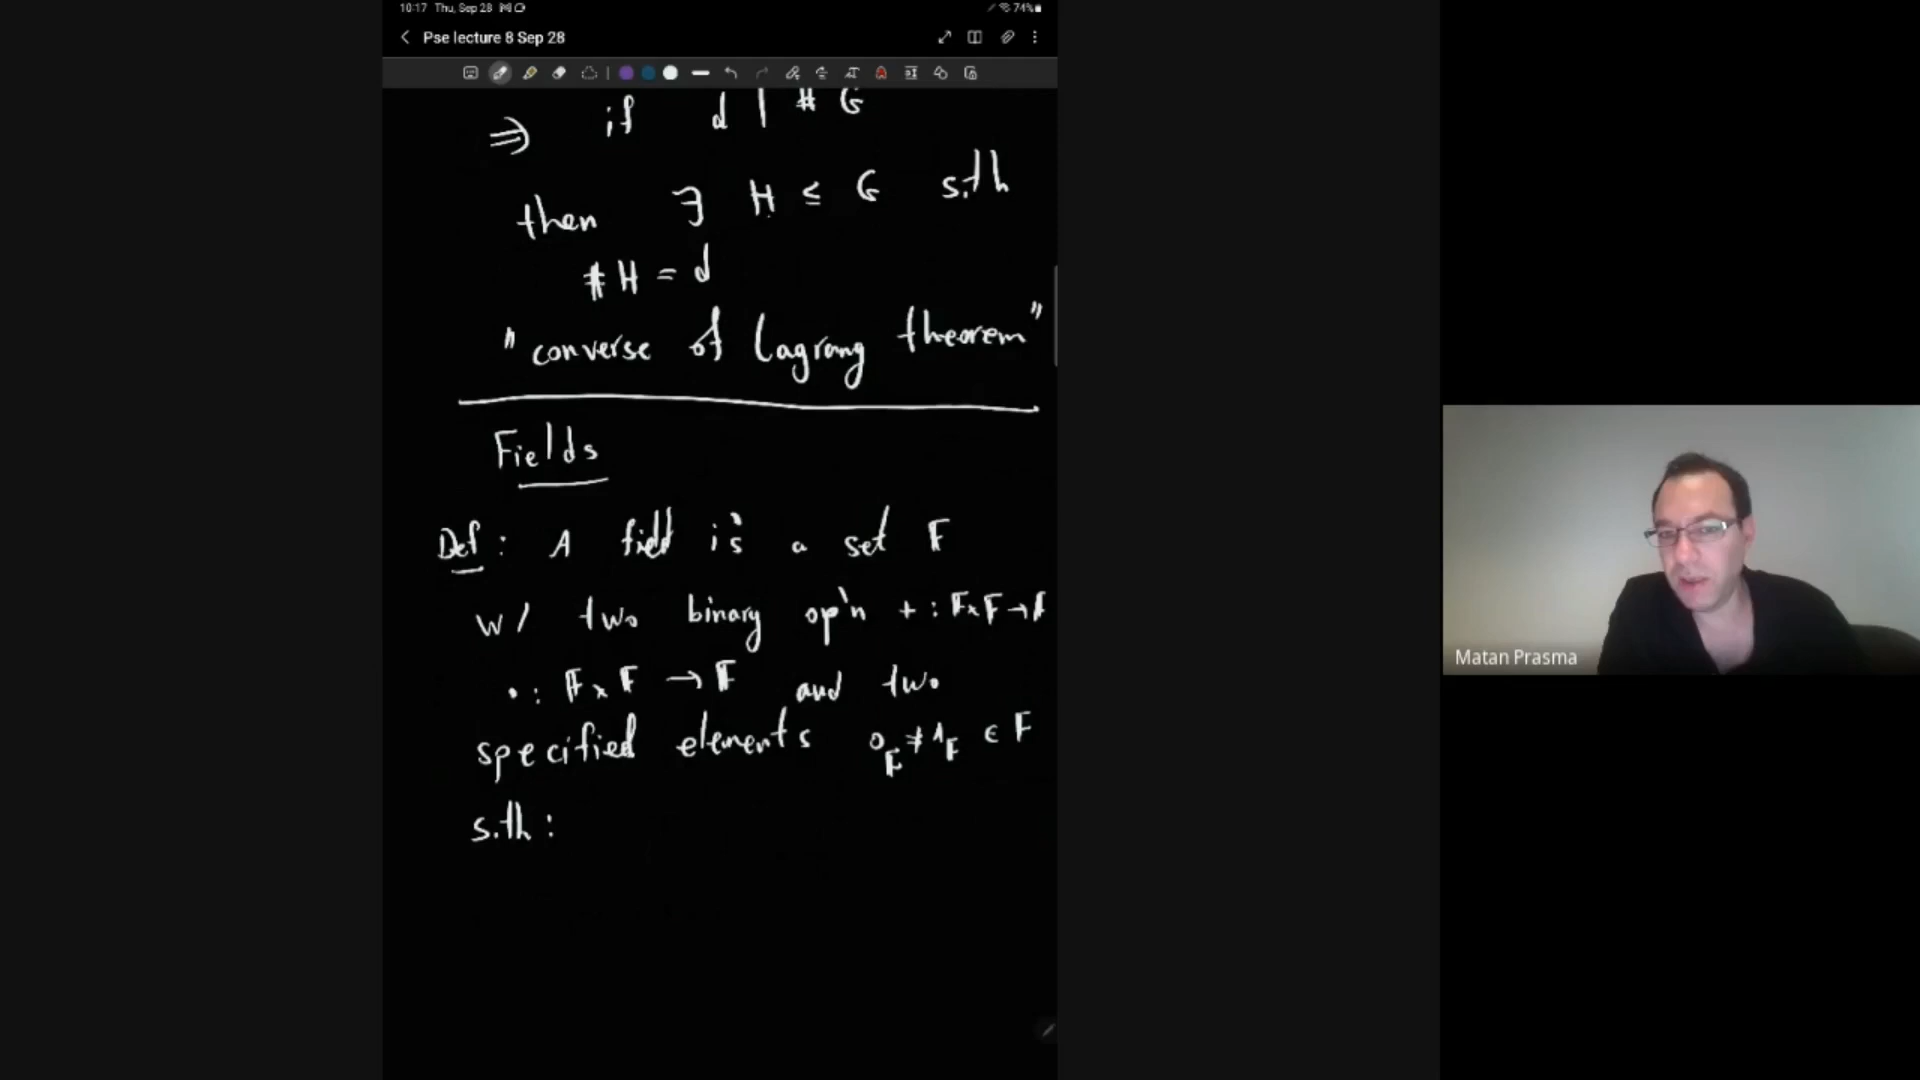 10:17 Thu, Sep 28
74%
Pse lecture 8 Sep 28
⇒ if d | # G
then ∃ H ≤ G s.th
# H = d
"converse of Lagrang theorem"
Fields
Def: A field is a set F
w/ two binary op'n + : F×F→F
• : F × F → F and two
specified elements 0_F ≠ 1_F ∈ F
s.th :
Matan Prasma